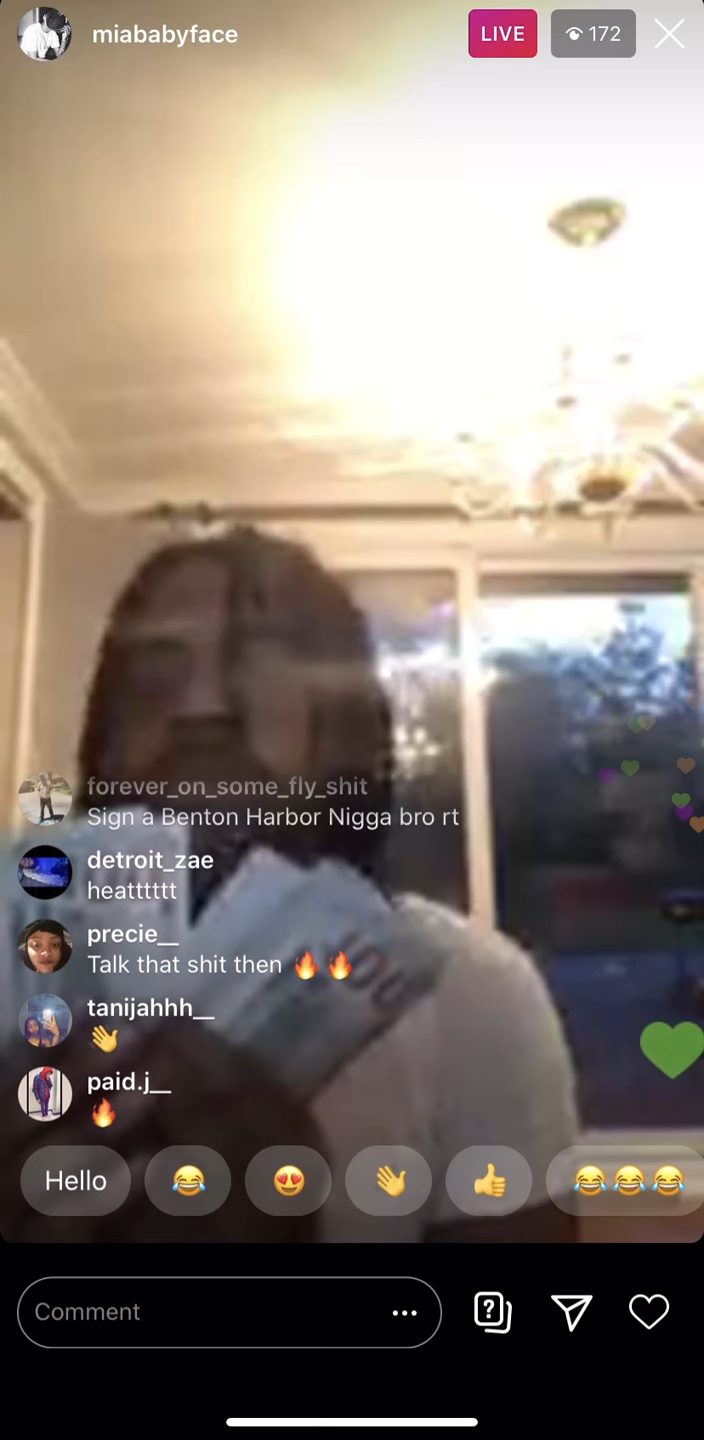 miababyface
LIVE
172
forever_on_some_fly_shit
Sign a Benton Harbor Nigga bro rt
detroit_zae
heatttttt
precie__
Talk that shit then 🔥🔥
tanijahhh__
👋
paid.j__
🔥
Hello 😂 😍 👋 👍 😂😂😂
Comment